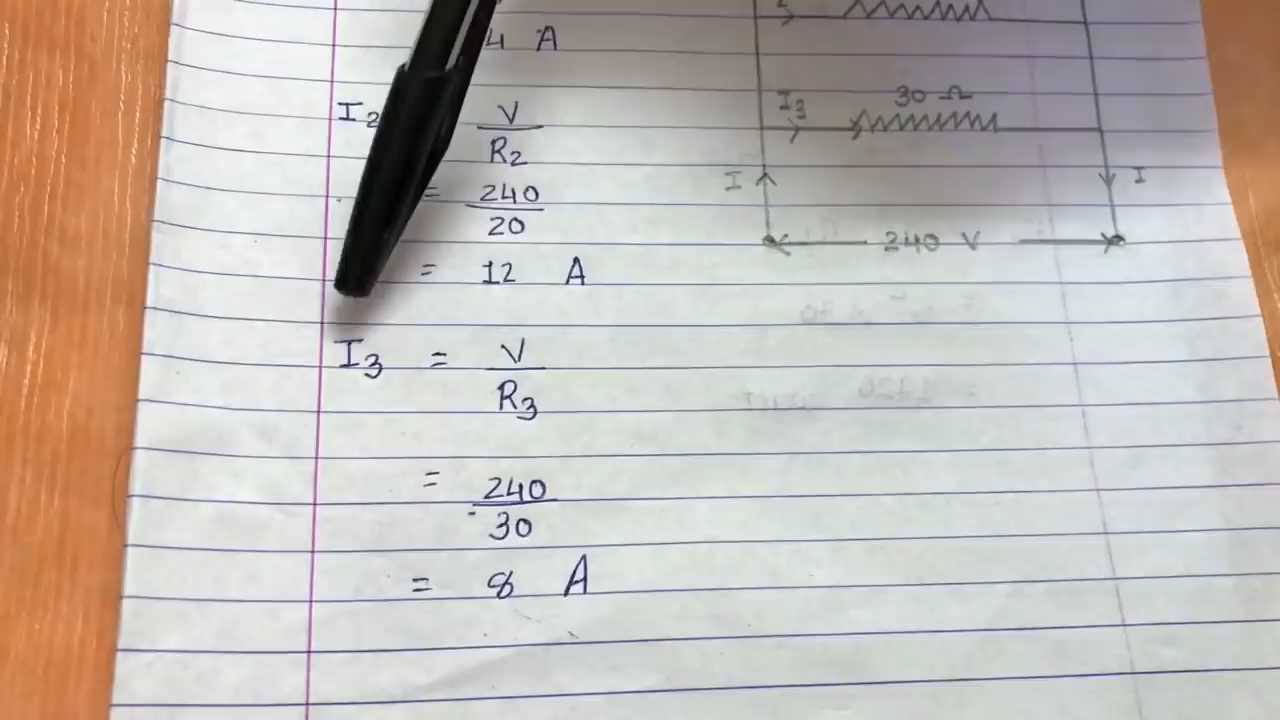 4 A
I2 V
R2
= 240
20
= 12 A
I3 = V
R3
= 240
30
= 8 A
I3 30 Ω
I I
240 V